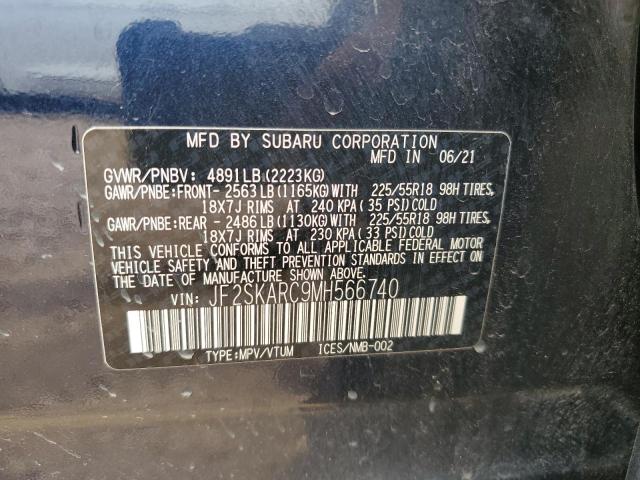 MFD BY SUBARU CORPORATION
MFD IN 06/21
GVWR/PNBV: 4891LB(2223KG)
GAWR/PNBE:FRONT- 2563LB(1165KG)WITH 225/55R18 98H TIRES,
18X7J RIMS AT 240 KPA(35 PSI)COLD
GAWR/PNBE:REAR - 2486LB(1130KG)WITH 225/55R18 98H TIRES,
18X7J RIMS AT 230 KPA(33 PSI)COLD
THIS VEHICLE CONFORMS TO ALL APPLICABLE FEDERAL MOTOR
VEHICLE SAFETY AND THEFT PREVENTION STANDARDS IN EFFECT ON
THE DATE OF MANUFACTURE SHOWN ABOVE.
VIN: JF2SKARC9MH566740
TYPE:MPV/VTUM ICES/NMB-002